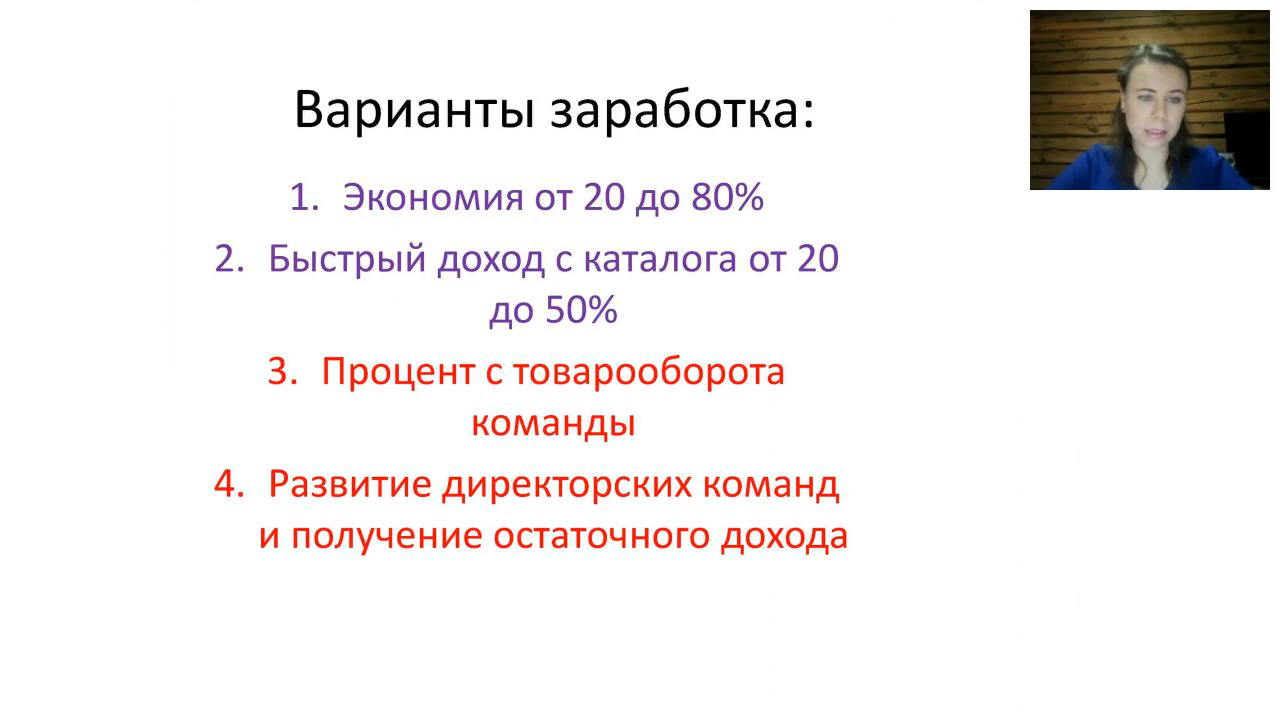 Варианты заработка:
1. Экономия от 20 до 80%
2. Быстрый доход с каталога от 20
до 50%
3. Процент с товарооборота
команды
4. Развитие директорских команд
и получение остаточного дохода